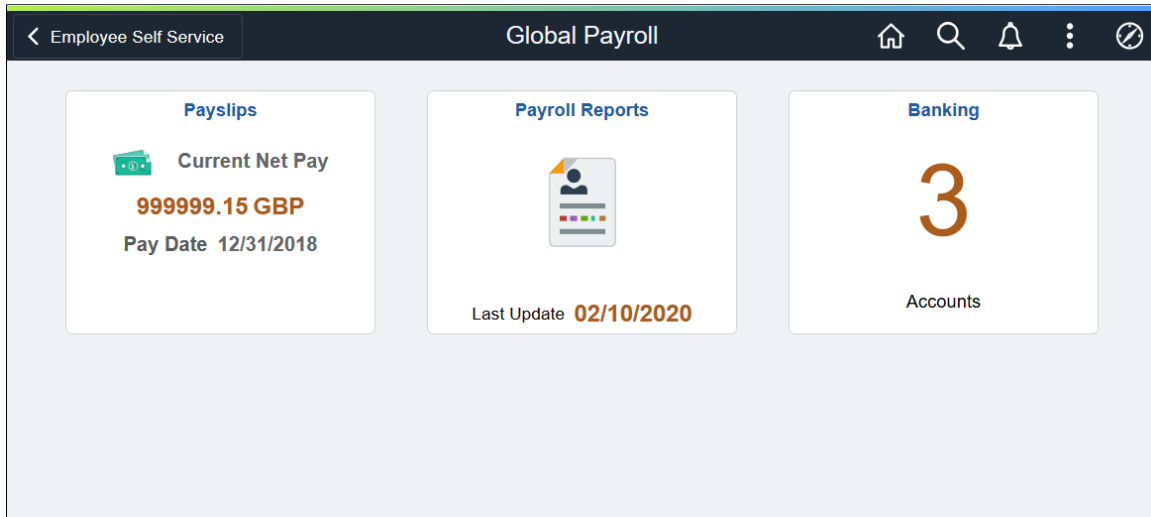 Employee Self Service
Global Payroll
Payslips
Current Net Pay
999999.15 GBP
Pay Date 12/31/2018
Payroll Reports
Last Update 02/10/2020
Banking
3
Accounts